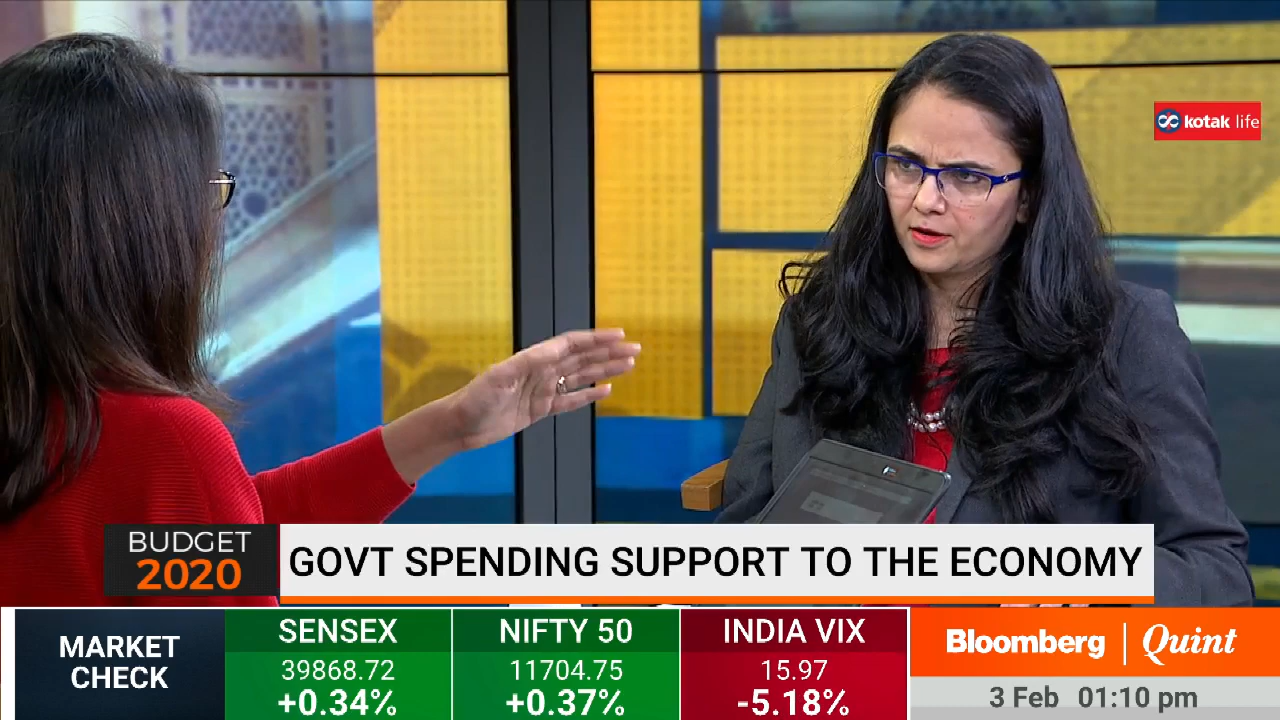 kotak life
BUDGET
2020
GOVT SPENDING SUPPORT TO THE ECONOMY
MARKET
CHECK
SENSEX
39868.72
+0.34%
NIFTY 50
11704.75
+0.37%
INDIA VIX
15.97
-5.18%
Bloomberg | Quint
3 Feb 01:10 pm